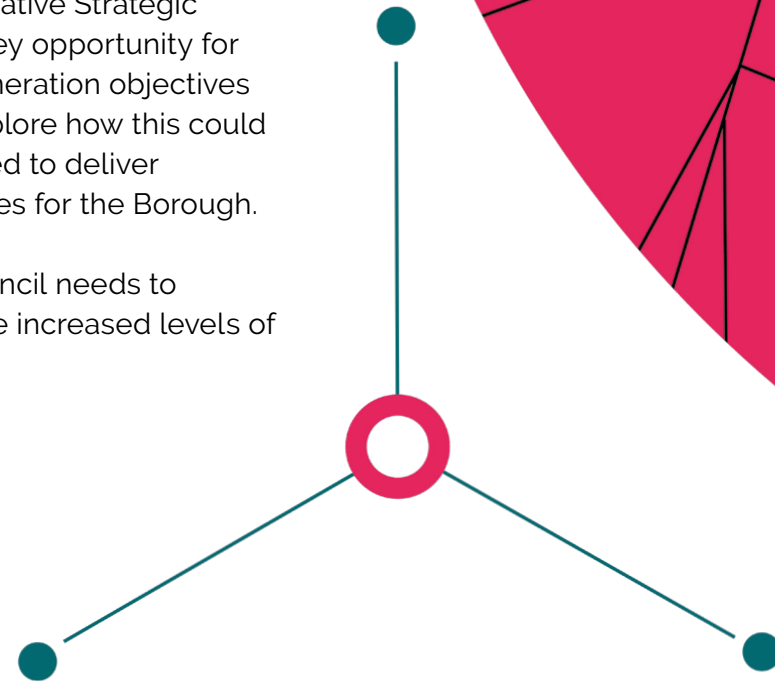 ative Strategic
ey opportunity for
neration objectives
plore how this could
ed to deliver
es for the Borough.
ncil needs to
e increased levels of